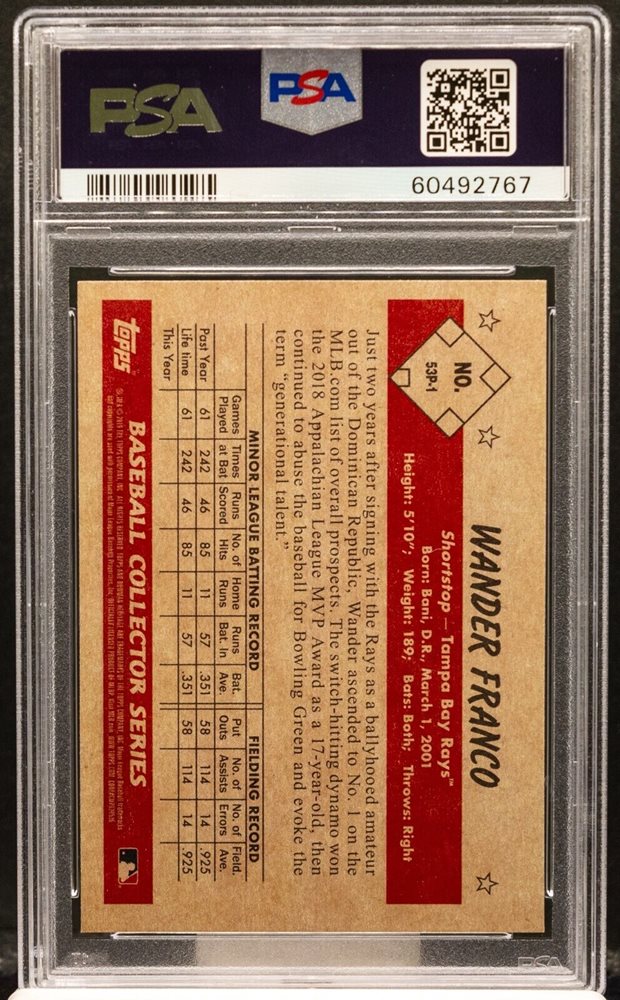 PSA
PSA
60492767
NO.
53P-1
WANDER FRANCO
Shortstop — Tampa Bay Rays™
Born: Bani, D.R., March 1, 2001
Height: 5'10"; Weight: 189; Bats: Both; Throws: Right
Just two years after signing with the Rays as a ballyhooed amateur
out of the Dominican Republic, Wander ascended to No. 1 on the
MLB.com list of overall prospects. The switch-hitting dynamo won
the 2018 Appalachian League MVP Award as a 17-year-old, then
continued to abuse the baseball for Bowling Green and evoke the
term “generational talent.”
MINOR LEAGUE BATTING RECORD FIELDING RECORD
Games Times Runs No. of Home Runs Bat. Put No. of No. of Field.
Played at Bat Scored Hits Runs Bat. In Ave. Outs Assists Errors Ave.
Past Year 61 242 46 85 11 57 .351 58 114 14 .925
Life time 61 242 46 85 11 57 .351 58 114 14 .925
This Year
topps
BASEBALL COLLECTOR SERIES
PSA